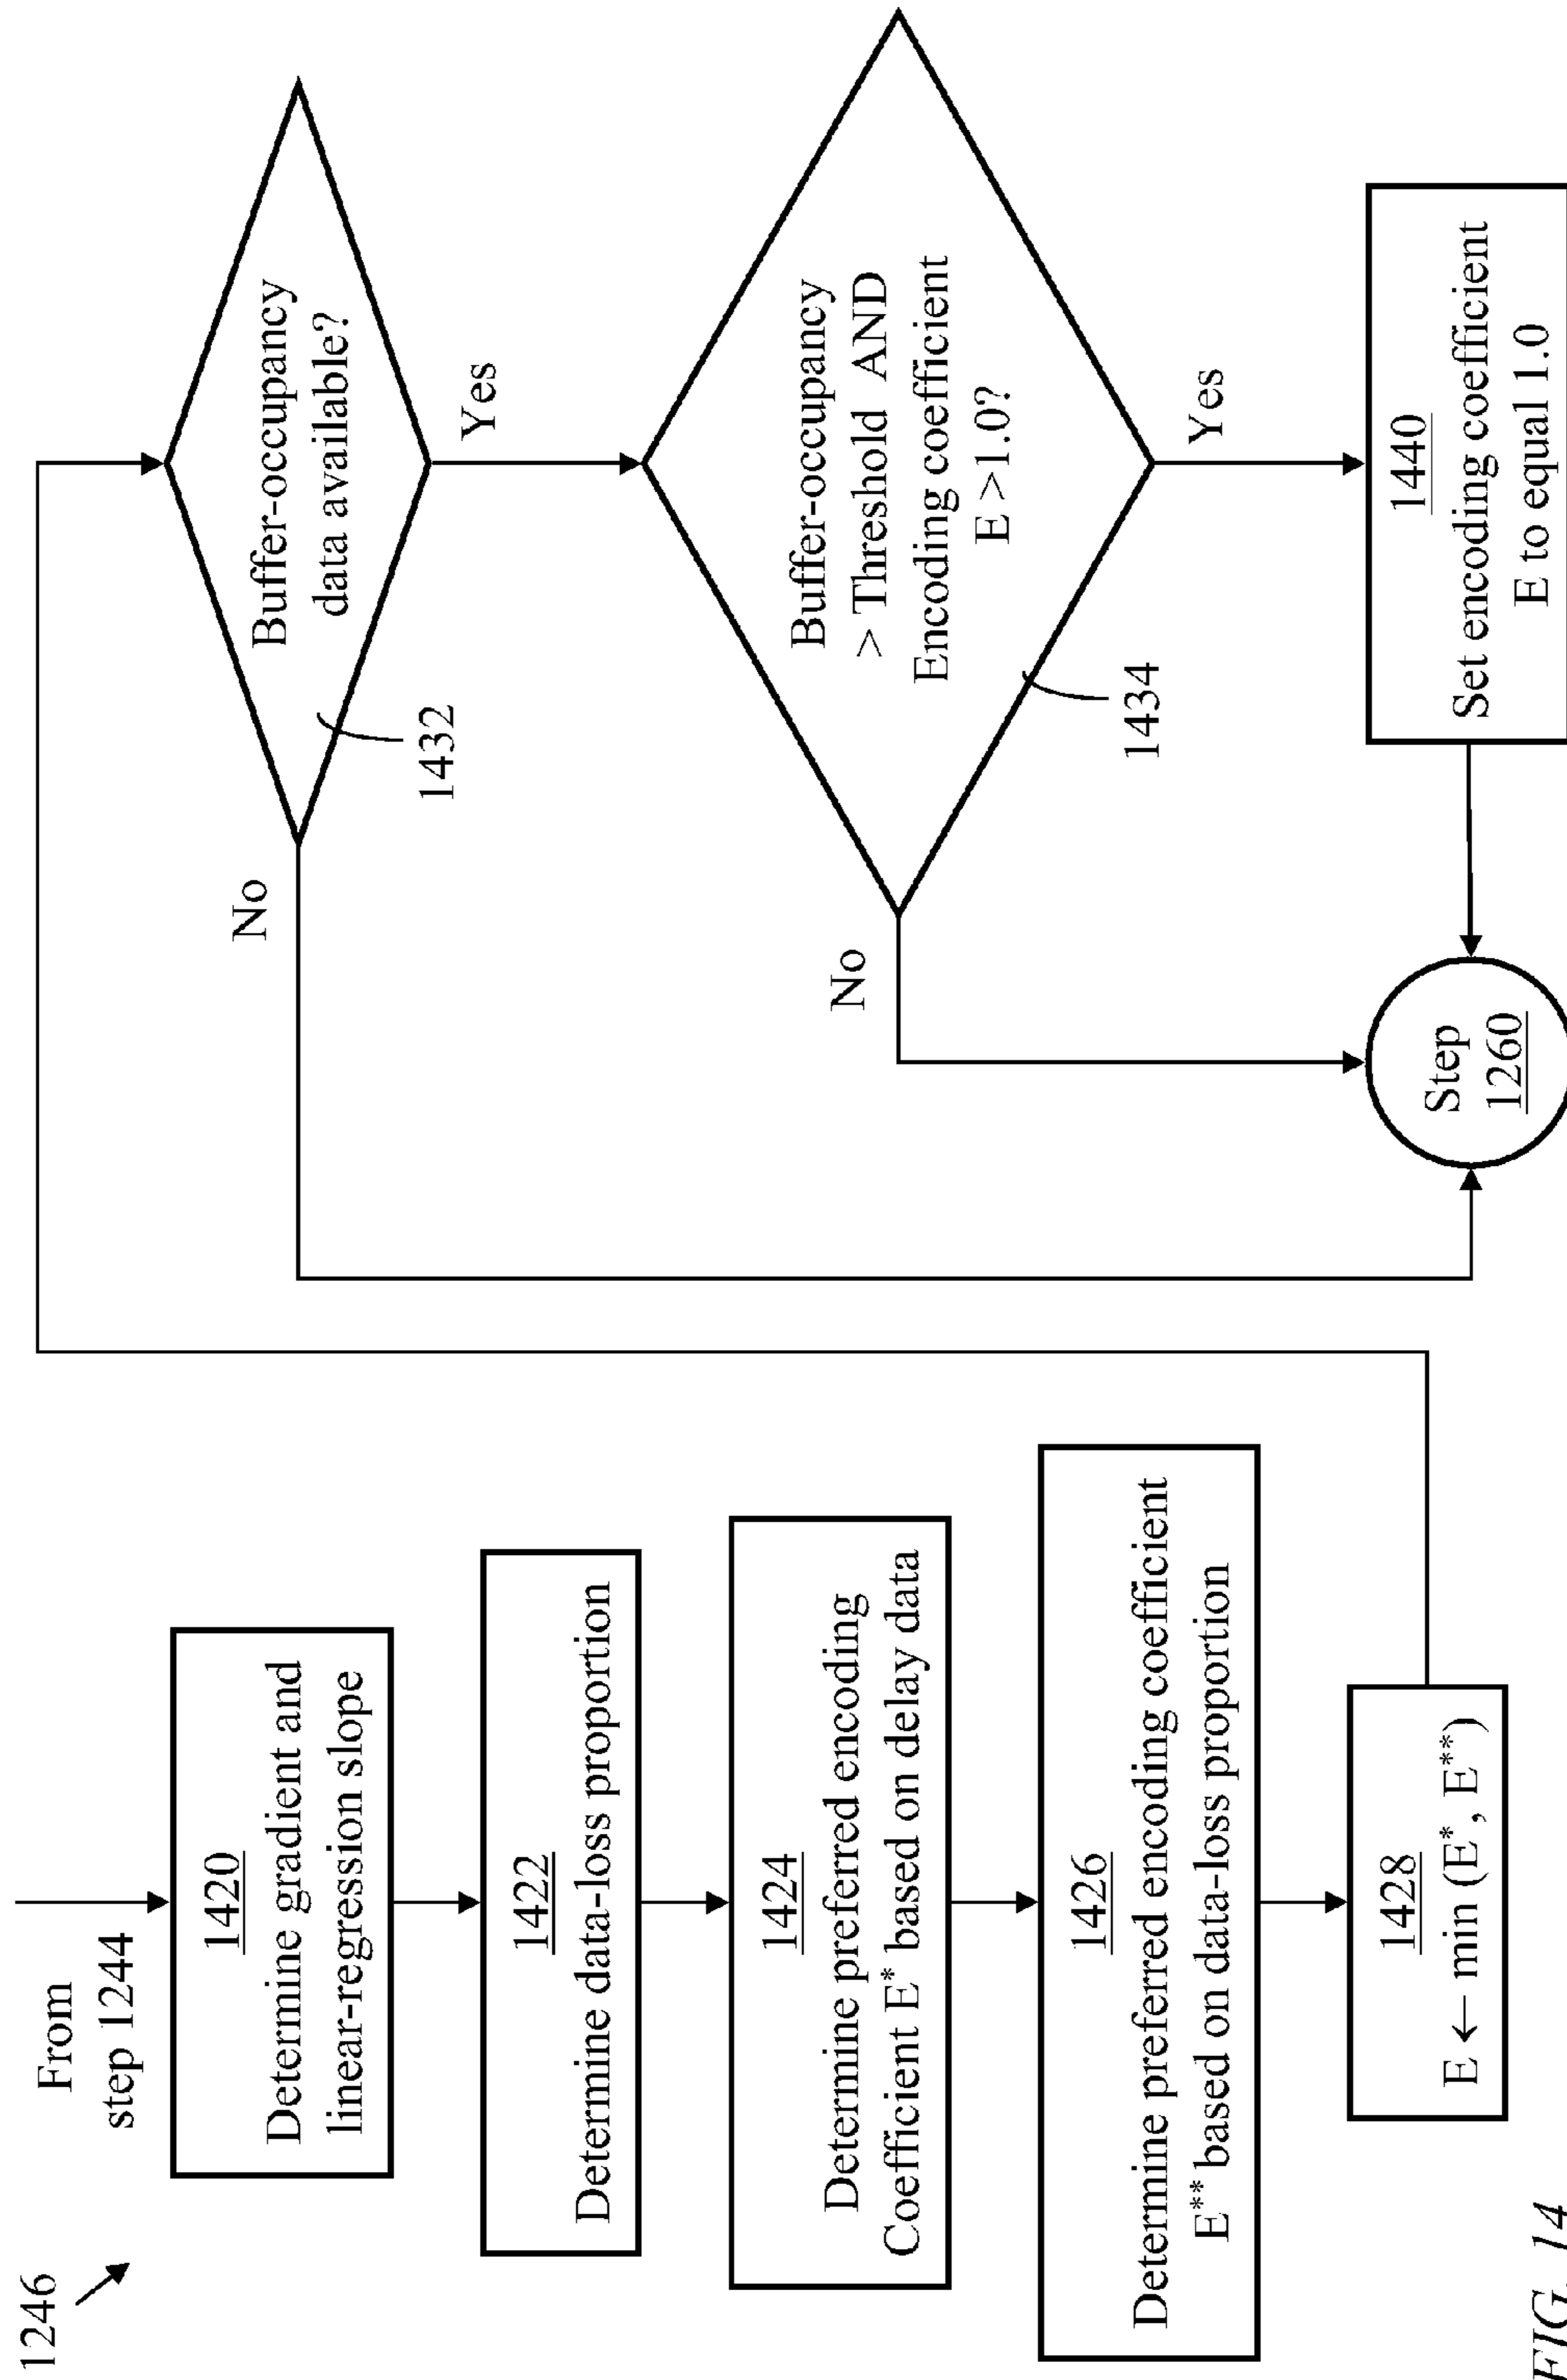 1246
From
step 1244
1420
Determine gradient and
linear-regression slope
1422
Determine data-loss proportion
1424
Determine preferred encoding
Coefficient E* based on delay data
1426
Determine preferred encoding coefficient
E** based on data-loss proportion
1428
E ← min (E*, E**)
Buffer-occupancy
data available?
No
1432
Yes
Buffer-occupancy
> Threshold AND
Encoding coefficient
E >1.0?
No
1434
Yes
1440
Set encoding coefficient
E to equal 1.0
Step
1260
FIG. 14